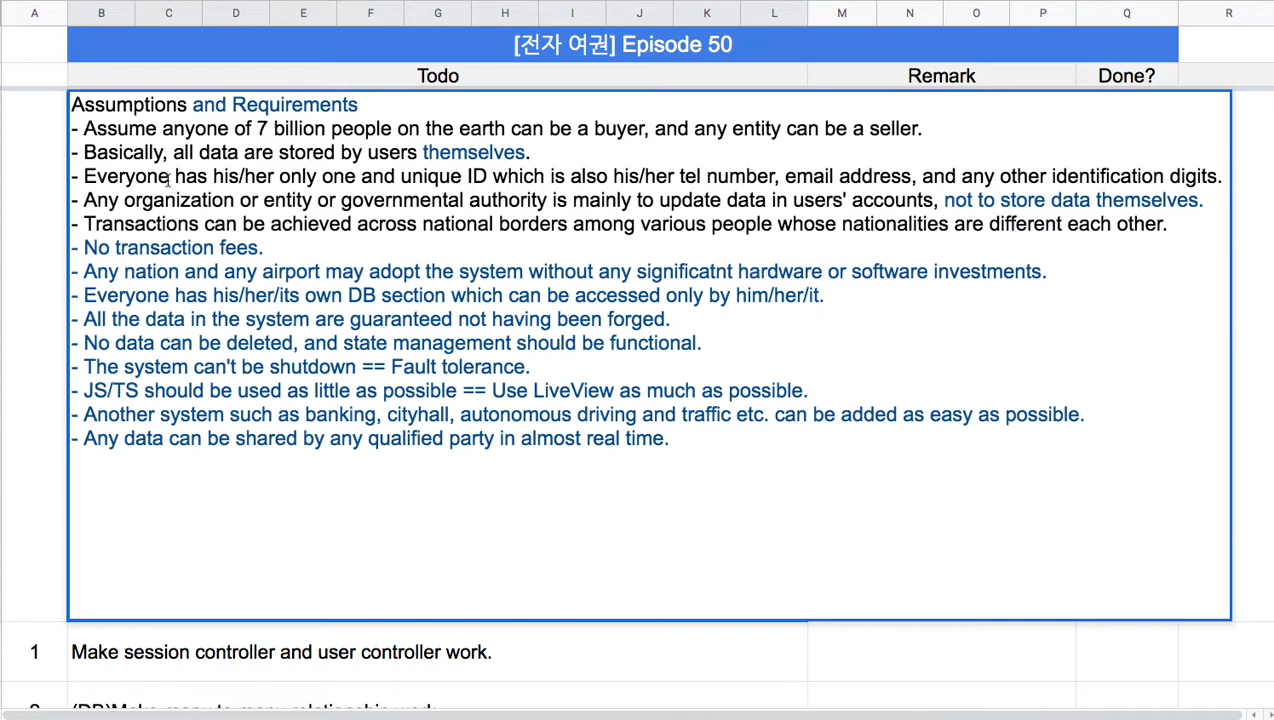 A B C D E F G H I J K L M N O P Q R
[전자 여권] Episode 50
Todo Remark Done?
Assumptions and Requirements
- Assume anyone of 7 billion people on the earth can be a buyer, and any entity can be a seller.
- Basically, all data are stored by users themselves.
- Everyone has his/her only one and unique ID which is also his/her tel number, email address, and any other identification digits.
- Any organization or entity or governmental authority is mainly to update data in users' accounts, not to store data themselves.
- Transactions can be achieved across national borders among various people whose nationalities are different each other.
- No transaction fees.
- Any nation and any airport may adopt the system without any significatnt hardware or software investments.
- Everyone has his/her/its own DB section which can be accessed only by him/her/it.
- All the data in the system are guaranteed not having been forged.
- No data can be deleted, and state management should be functional.
- The system can't be shutdown == Fault tolerance.
- JS/TS should be used as little as possible == Use LiveView as much as possible.
- Another system such as banking, cityhall, autonomous driving and traffic etc. can be added as easy as possible.
- Any data can be shared by any qualified party in almost real time.
1 Make session controller and user controller work.